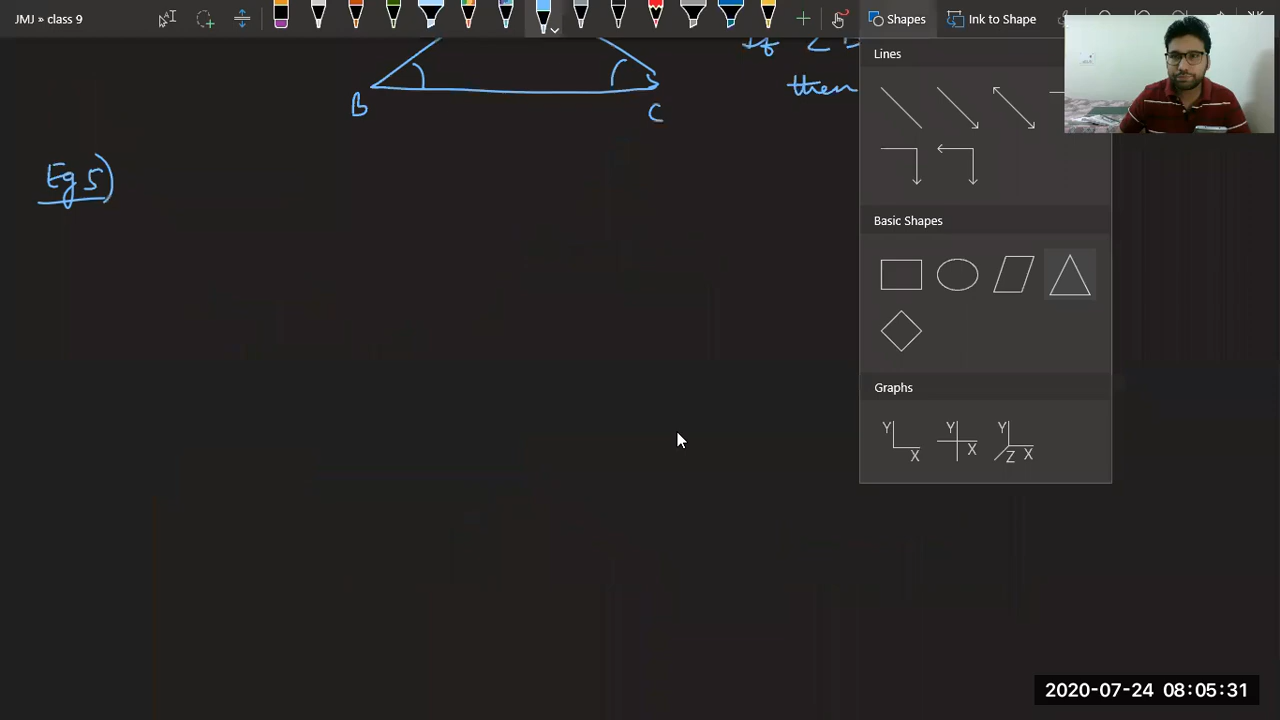 JMJ » class 9
Shapes
Ink to Shape
Lines
If ∠B
then
B
C
Eg 5)
Basic Shapes
Graphs
Y
X
Y
X
Y
Z
X
2020-07-24 08:05:31